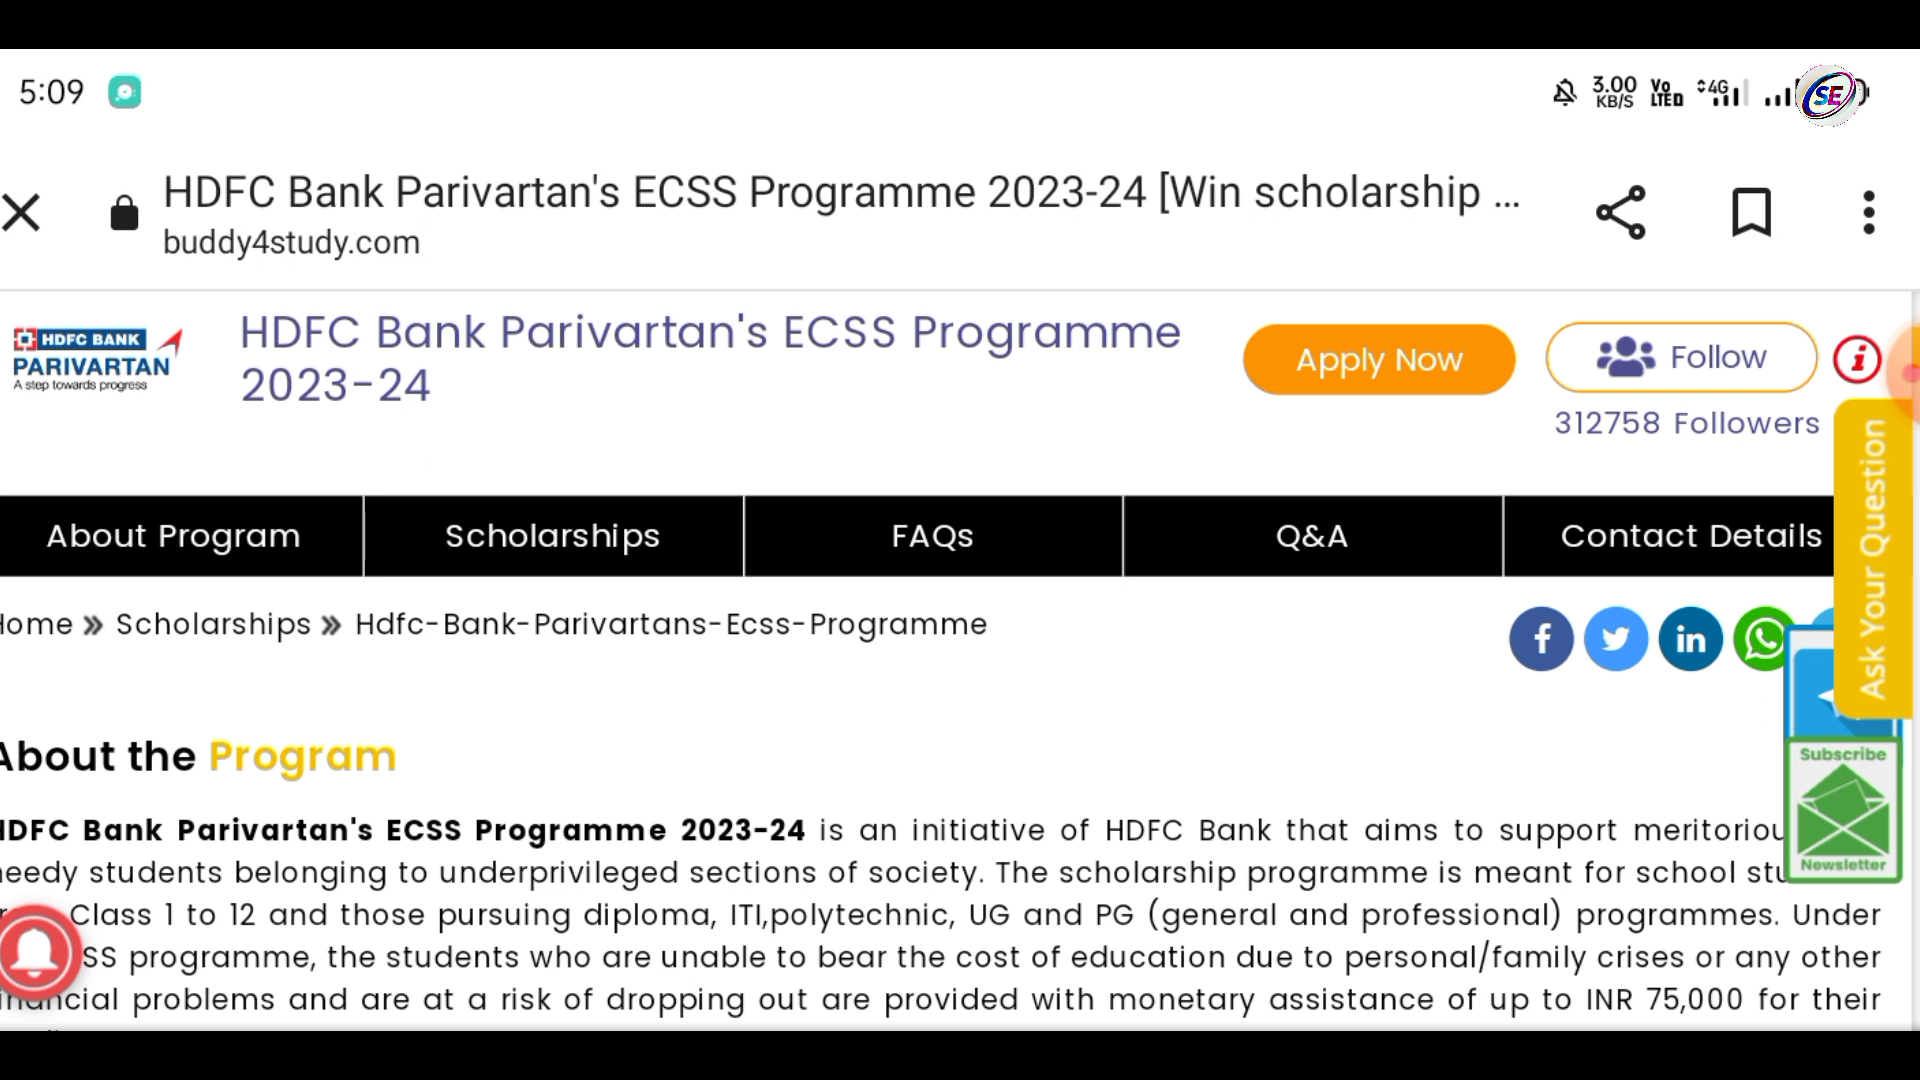 5:09
3.00 KB/S Vo LTE 4G
SE
HDFC Bank Parivartan's ECSS Programme 2023-24 [Win scholarship ...
buddy4study.com
HDFC BANK
PARIVARTAN
A step towards progress
HDFC Bank Parivartan's ECSS Programme
2023-24
Apply Now
Follow
312758 Followers
Ask Your Question
About Program
Scholarships
FAQs
Q&A
Contact Details
ome » Scholarships » Hdfc-Bank-Parivartans-Ecss-Programme
About the Program
HDFC Bank Parivartan's ECSS Programme 2023-24 is an initiative of HDFC Bank that aims to support meritoriou
needy students belonging to underprivileged sections of society. The scholarship programme is meant for school stu
Class 1 to 12 and those pursuing diploma, ITI,polytechnic, UG and PG (general and professional) programmes. Under
SS programme, the students who are unable to bear the cost of education due to personal/family crises or any other
financial problems and are at a risk of dropping out are provided with monetary assistance of up to INR 75,000 for their
Subscribe
Newsletter